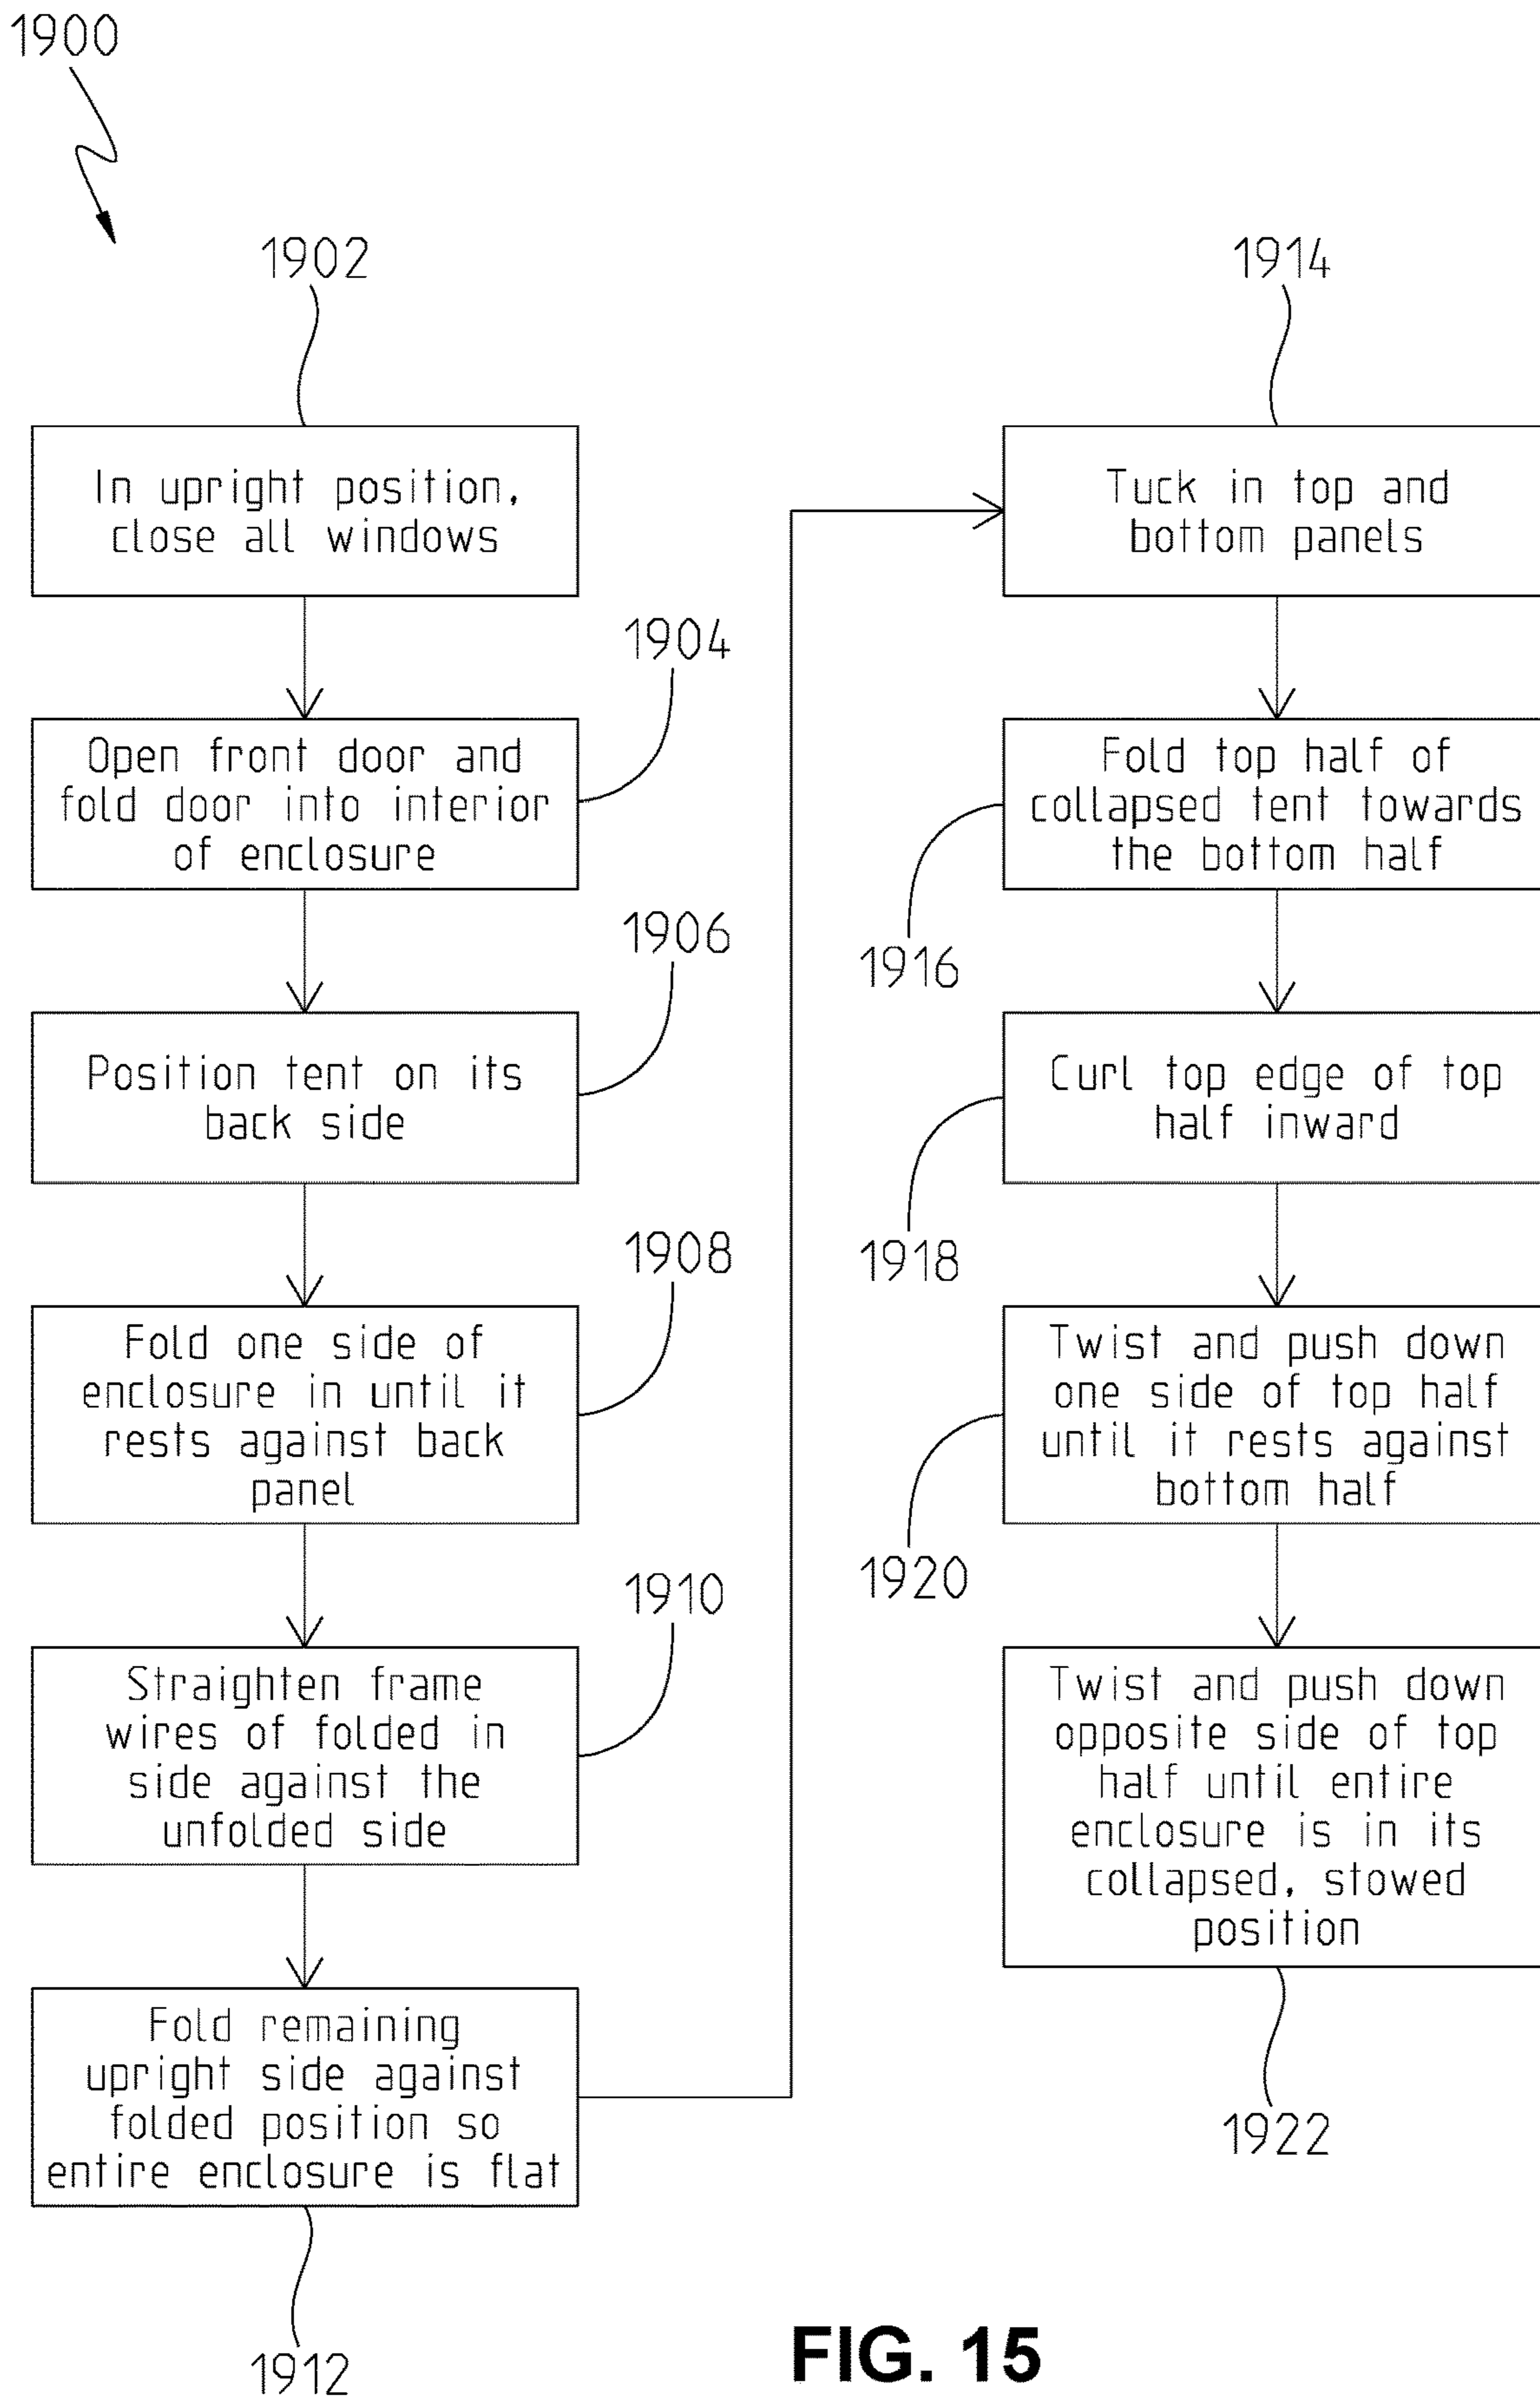 1900
1902
In upright position,
close all windows
1904
Open front door and
fold door into interior
of enclosure
1906
Position tent on its
back side
1908
Fold one side of
enclosure in until it
rests against back
panel
1910
Straighten frame
wires of folded in
side against the
unfolded side
Fold remaining
upright side against
folded position so
entire enclosure is flat
1912
1914
Tuck in top and
bottom panels
Fold top half of
collapsed tent towards
the bottom half
1916
Curl top edge of top
half inward
1918
Twist and push down
one side of top half
until it rests against
bottom half
1920
Twist and push down
opposite side of top
half until entire
enclosure is in its
collapsed, stowed
position
1922
FIG. 15